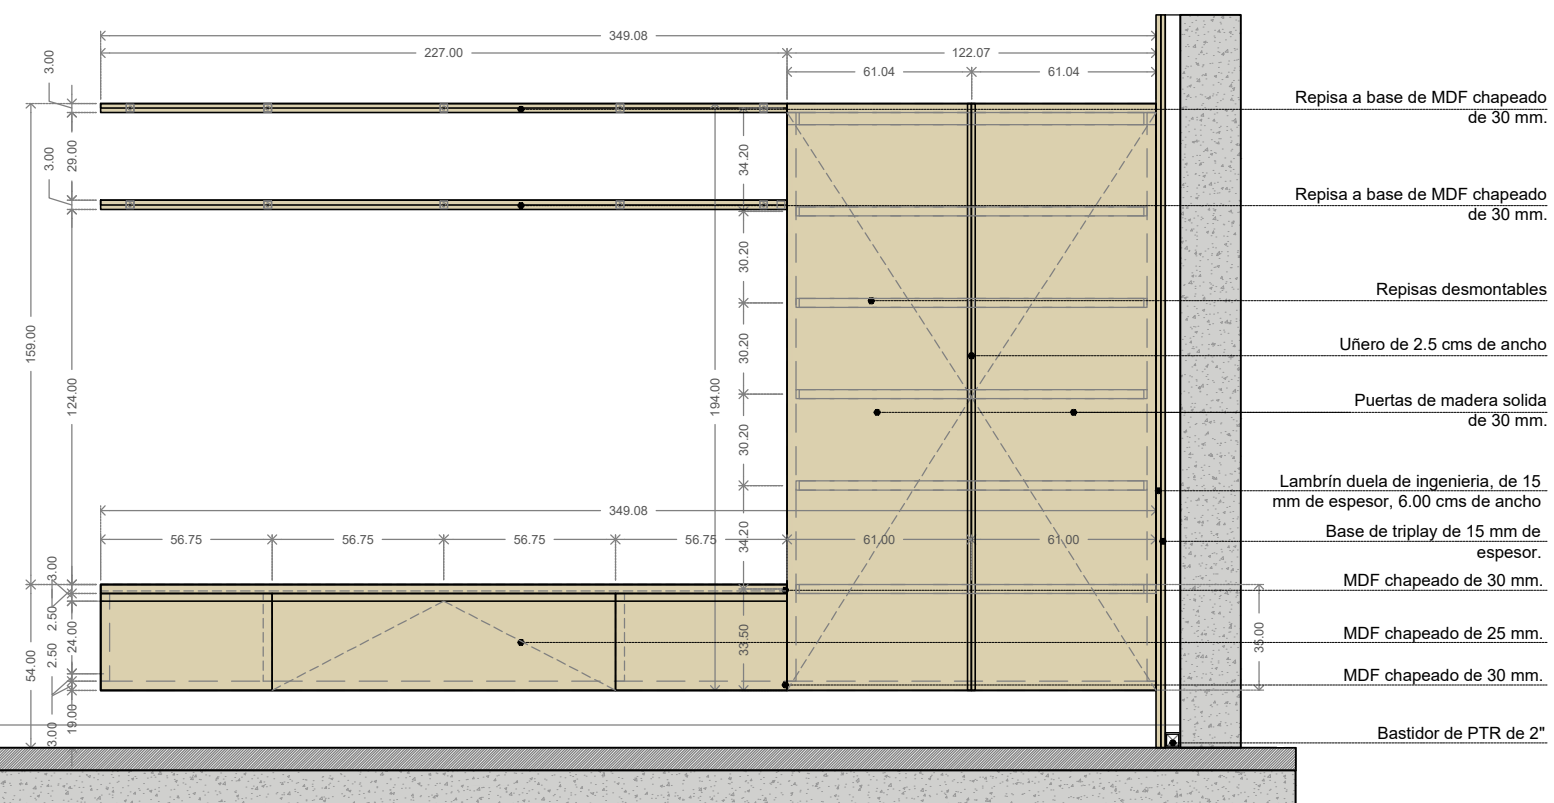 349.08
227.00
122.07
61.04
61.04
3.00
29.00
3.00
34.20
30.20
30.20
30.20
34.20
33.50
194.00
159.00
124.00
349.08
56.75
56.75
56.75
56.75
61.00
61.00
3.00
2.50
24.00
2.50
54.00
19.00
3.00
35.00
Repisa a base de MDF chapeado
de 30 mm.
Repisa a base de MDF chapeado
de 30 mm.
Repisas desmontables
Uñero de 2.5 cms de ancho
Puertas de madera solida
de 30 mm.
Lambrín duela de ingenieria, de 15
mm de espesor, 6.00 cms de ancho
Base de triplay de 15 mm de
espesor.
MDF chapeado de 30 mm.
MDF chapeado de 25 mm.
MDF chapeado de 30 mm.
Bastidor de PTR de 2"